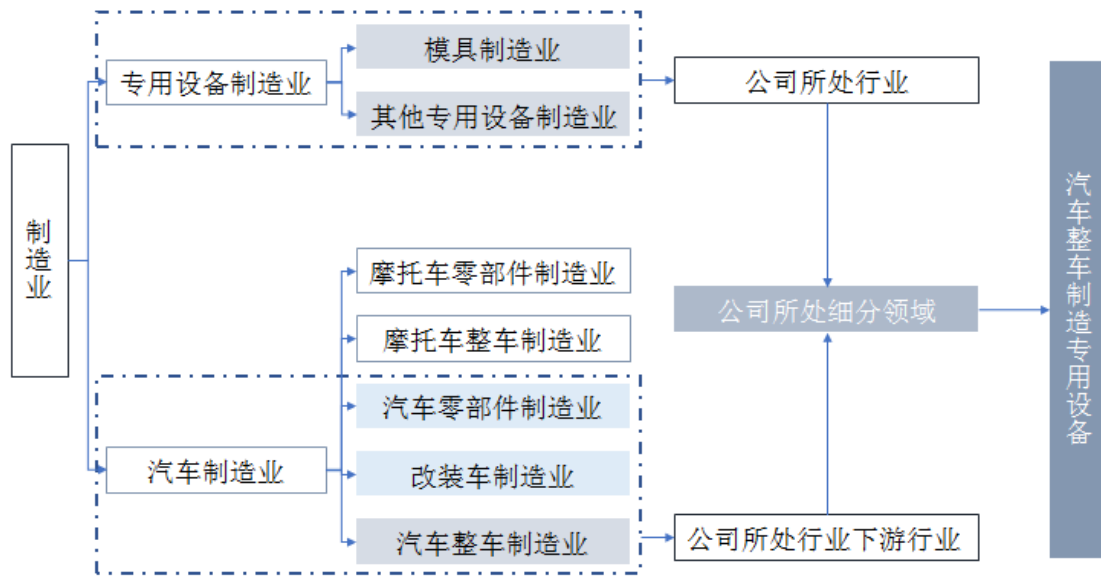 制造业
专用设备制造业
模具制造业
其他专用设备制造业
公司所处行业
汽车制造业
摩托车零部件制造业
摩托车整车制造业
汽车零部件制造业
改装车制造业
汽车整车制造业
公司所处行业下游行业
公司所处细分领域
汽车整车制造专用设备